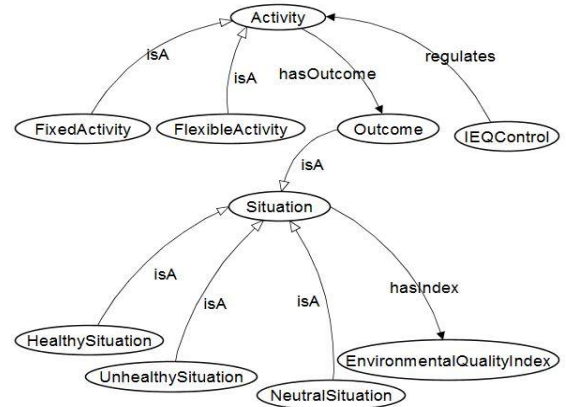 Activity
isA
regulates
hasOutcome
isA
FixedActivity
FlexibleActivity
Outcome
IEQControl
isA
Situation
isA
hasIndex
isA
isA
HealthySituation
EnvironmentalQualityIndex
UnhealthySituation
NeutralSituation